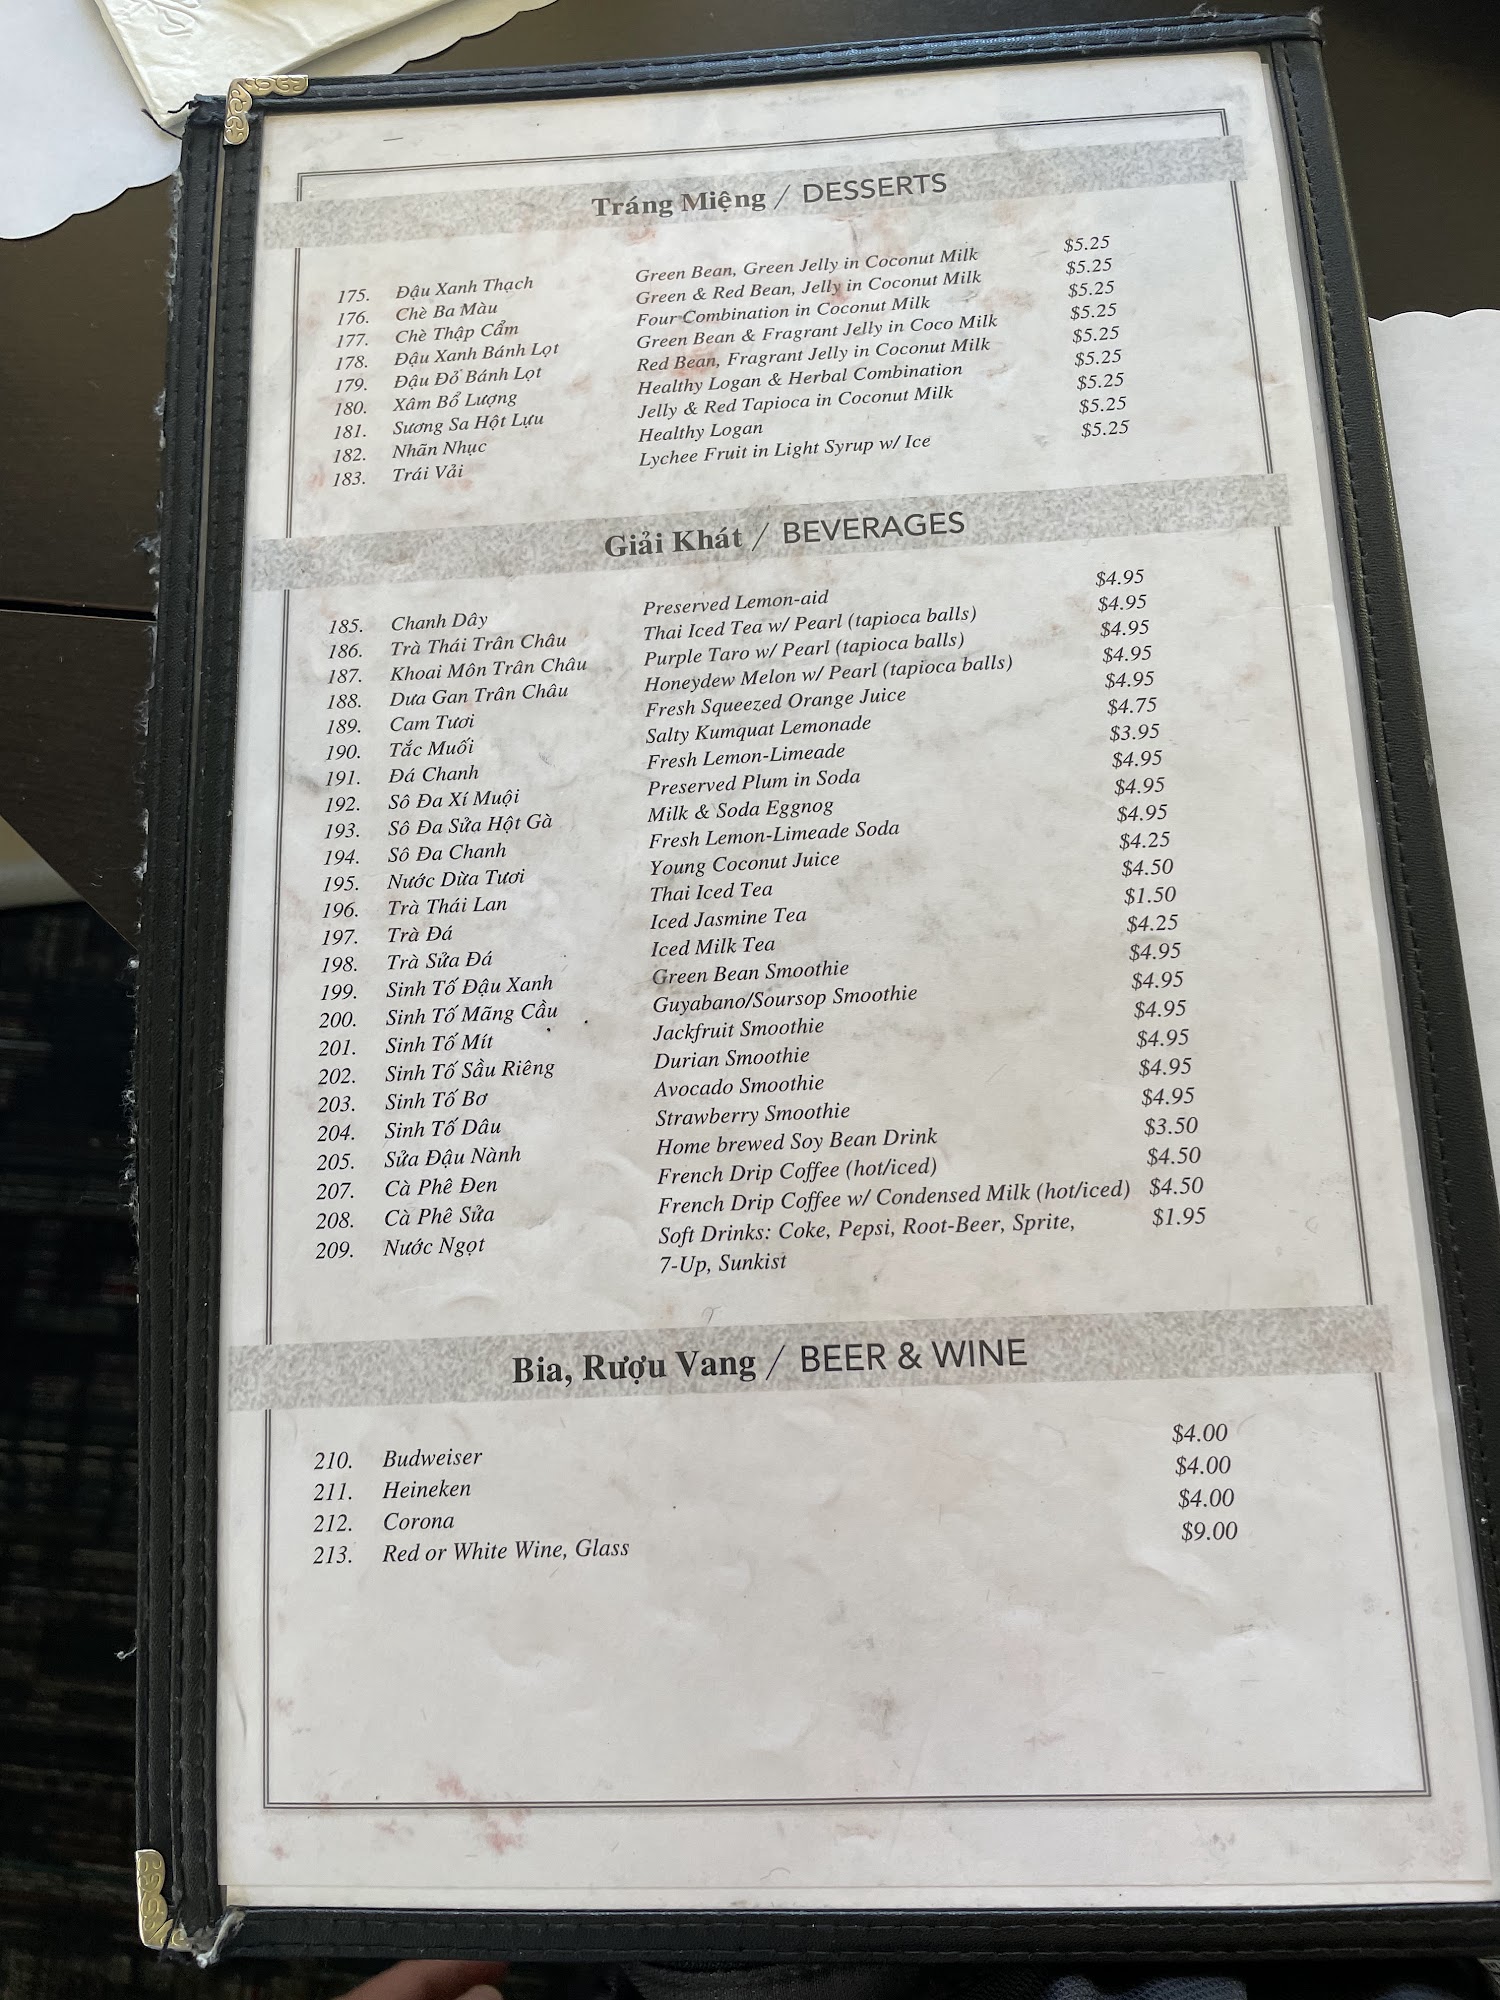 Tráng Miệng / DESSERTS
175. Đậu Xanh Thạch Green Bean, Green Jelly in Coconut Milk $5.25
176. Chè Ba Màu Green & Red Bean, Jelly in Coconut Milk $5.25
177. Chè Thập Cẩm Four Combination in Coconut Milk $5.25
178. Đậu Xanh Bánh Lọt Green Bean & Fragrant Jelly in Coco Milk $5.25
179. Đậu Đỏ Bánh Lọt Red Bean, Fragrant Jelly in Coconut Milk $5.25
180. Xâm Bổ Lượng Healthy Logan & Herbal Combination $5.25
181. Sương Sa Hột Lựu Jelly & Red Tapioca in Coconut Milk $5.25
182. Nhãn Nhục Healthy Logan $5.25
183. Trái Vải Lychee Fruit in Light Syrup w/ Ice $5.25
Giải Khát / BEVERAGES
185. Chanh Dây Preserved Lemon-aid $4.95
186. Trà Thái Trân Châu Thai Iced Tea w/ Pearl (tapioca balls) $4.95
187. Khoai Môn Trân Châu Purple Taro w/ Pearl (tapioca balls) $4.95
188. Dưa Gan Trân Châu Honeydew Melon w/ Pearl (tapioca balls) $4.95
189. Cam Tươi Fresh Squeezed Orange Juice $4.95
190. Tắc Muối Salty Kumquat Lemonade $4.75
191. Đá Chanh Fresh Lemon-Limeade $3.95
192. Sô Đa Xí Muội Preserved Plum in Soda $4.95
193. Sô Đa Sửa Hột Gà Milk & Soda Eggnog $4.95
194. Sô Đa Chanh Fresh Lemon-Limeade Soda $4.95
195. Nước Dừa Tươi Young Coconut Juice $4.25
196. Trà Thái Lan Thai Iced Tea $4.50
197. Trà Đá Iced Jasmine Tea $1.50
198. Trà Sửa Đá Iced Milk Tea $4.25
199. Sinh Tố Đậu Xanh Green Bean Smoothie $4.95
200. Sinh Tố Mãng Cầu Guyabano/Soursop Smoothie $4.95
201. Sinh Tố Mít Jackfruit Smoothie $4.95
202. Sinh Tố Sầu Riêng Durian Smoothie $4.95
203. Sinh Tố Bơ Avocado Smoothie $4.95
204. Sinh Tố Dâu Strawberry Smoothie $4.95
205. Sửa Đậu Nành Home brewed Soy Bean Drink $3.50
207. Cà Phê Đen French Drip Coffee (hot/iced) $4.50
208. Cà Phê Sửa French Drip Coffee w/ Condensed Milk (hot/iced) $4.50
209. Nước Ngọt Soft Drinks: Coke, Pepsi, Root-Beer, Sprite, $1.95
7-Up, Sunkist
Bia, Rượu Vang / BEER & WINE
210. Budweiser $4.00
211. Heineken $4.00
212. Corona $4.00
213. Red or White Wine, Glass $9.00